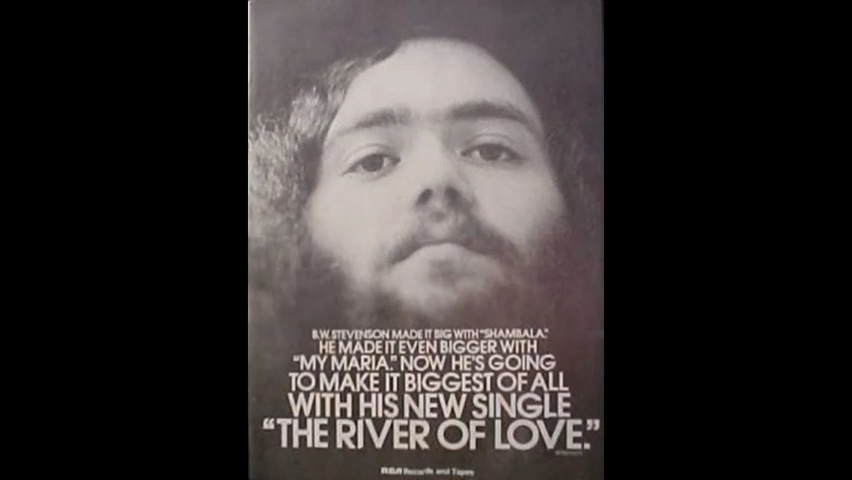 B.W. STEVENSON MADE IT BIG WITH "SHAMBALA."
HE MADE IT EVEN BIGGER WITH
"MY MARIA." NOW HE'S GOING
TO MAKE IT BIGGEST OF ALL
WITH HIS NEW SINGLE
"THE RIVER OF LOVE."
RCA Records and Tapes